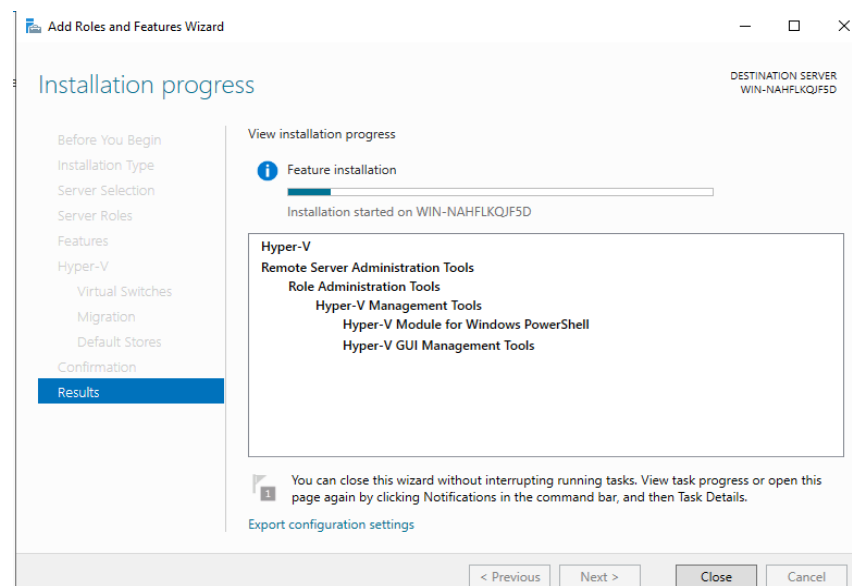 Add Roles and Features Wizard
Installation progress
DESTINATION SERVER
WIN-NAHFLKQJF5D
Before You Begin
Installation Type
Server Selection
Server Roles
Features
Hyper-V
Virtual Switches
Migration
Default Stores
Confirmation
Results
View installation progress
Feature installation
Installation started on WIN-NAHFLKQJF5D
Hyper-V
Remote Server Administration Tools
Role Administration Tools
Hyper-V Management Tools
Hyper-V Module for Windows PowerShell
Hyper-V GUI Management Tools
1
You can close this wizard without interrupting running tasks. View task progress or open this
page again by clicking Notifications in the command bar, and then Task Details.
Export configuration settings
< Previous
Next >
Close
Cancel